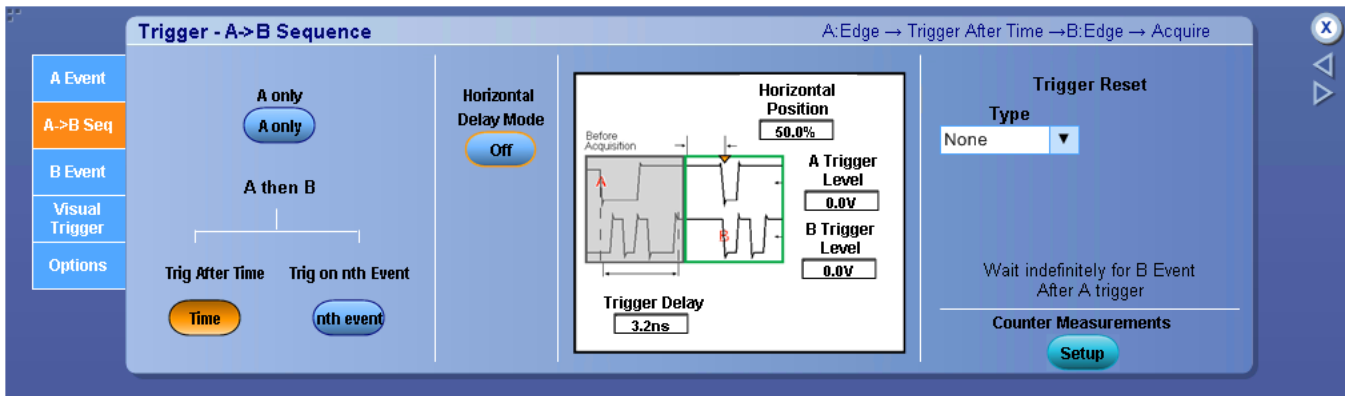 Trigger - A->B Sequence
A:Edge → Trigger After Time →B:Edge → Acquire
X
A Event
A->B Seq
B Event
Visual
Trigger
Options
A only
A only
A then B
Trig After Time
Trig on nth Event
Time
nth event
Horizontal
Delay Mode
Off
Before
Acquisition
A
B
Horizontal
Position
50.0%
A Trigger
Level
0.0V
B Trigger
Level
0.0V
Trigger Delay
3.2ns
Trigger Reset
Type
None
Wait indefinitely for B Event
After A trigger
Counter Measurements
Setup